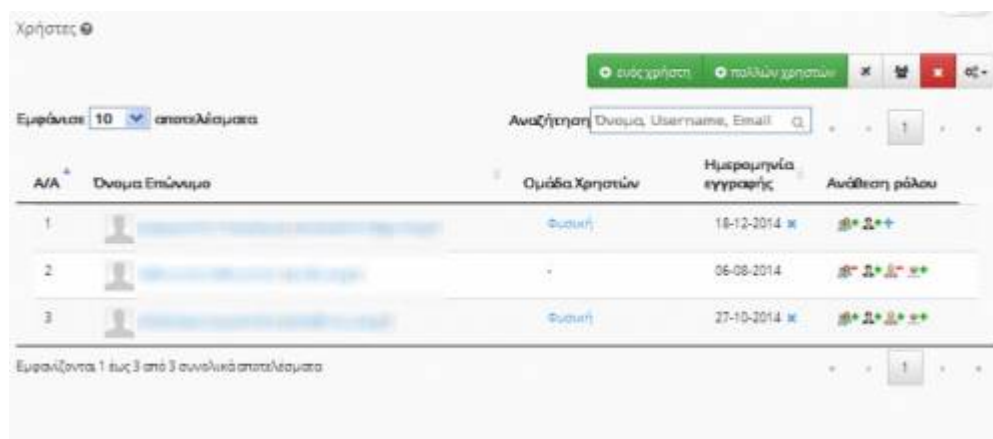 Χρήστες
ενός χρήστη πολλών χρηστών
Εμφάνισε 10 αποτελέσματα
Αναζήτηση Όνομα, Username, Email
1
Α/Α Όνομα Επώνυμο Ομάδα Χρηστών Ημερομηνία εγγραφής Ανάθεση ρόλου
1 Φυσική 18-12-2014
2 - 06-08-2014
3 Φυσική 27-10-2014
Εμφανίζονται 1 έως 3 από 3 συνολικά αποτελέσματα
1